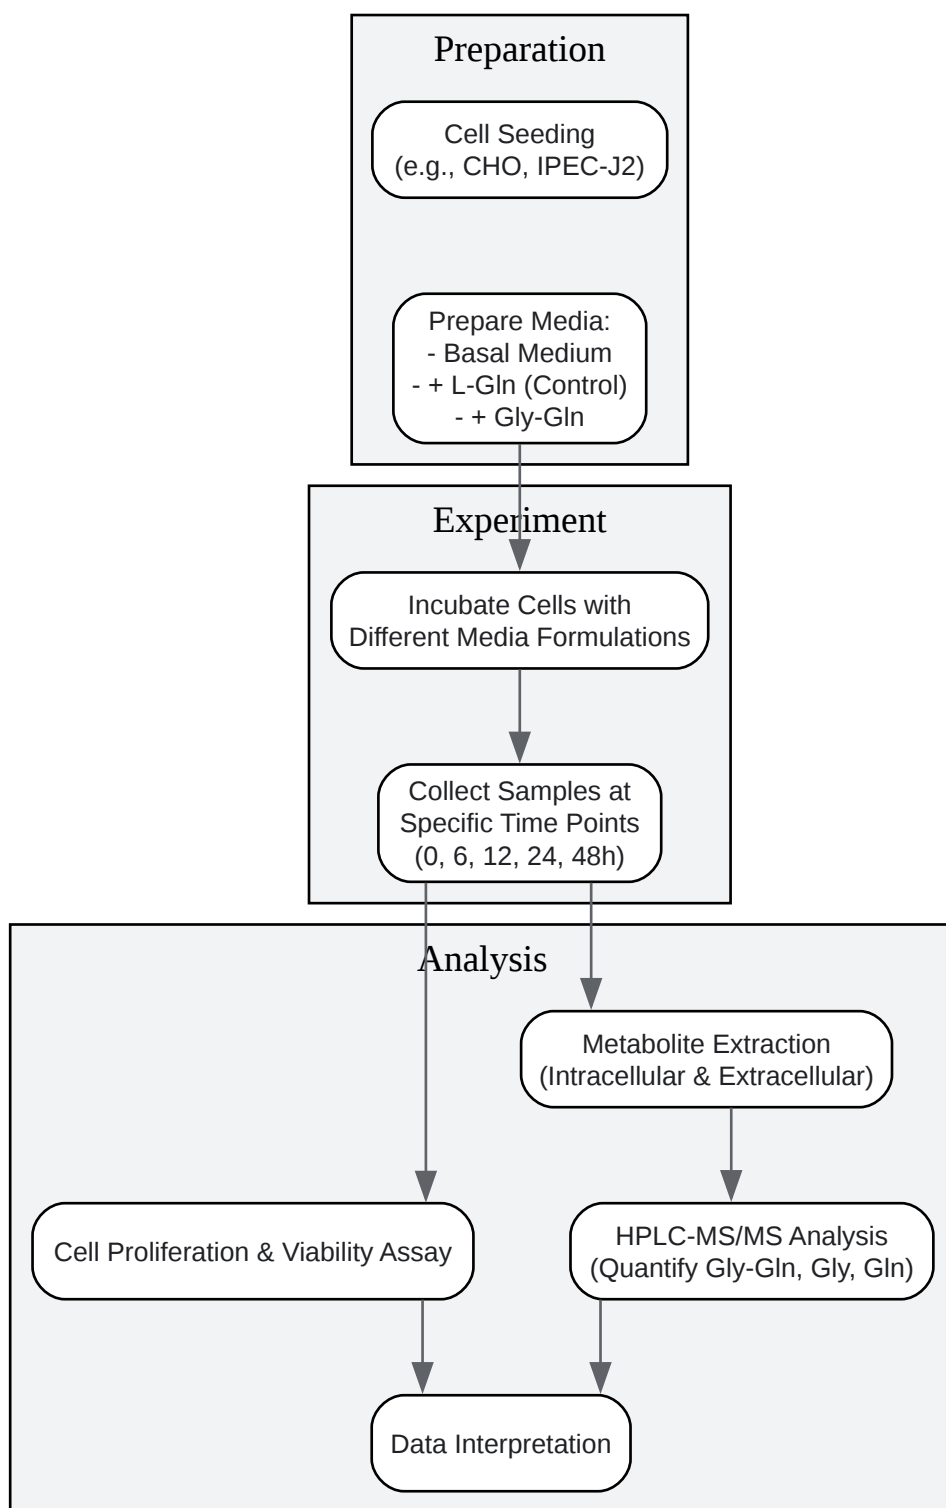 Preparation
Cell Seeding
(e.g., CHO, IPEC-J2)
Prepare Media:
- Basal Medium
- + L-Gln (Control)
- + Gly-Gln
Experiment
Incubate Cells with
Different Media Formulations
Collect Samples at
Specific Time Points
(0, 6, 12, 24, 48h)
Analysis
Metabolite Extraction
(Intracellular & Extracellular)
Cell Proliferation & Viability Assay
HPLC-MS/MS Analysis
(Quantify Gly-Gln, Gly, Gln)
Data Interpretation